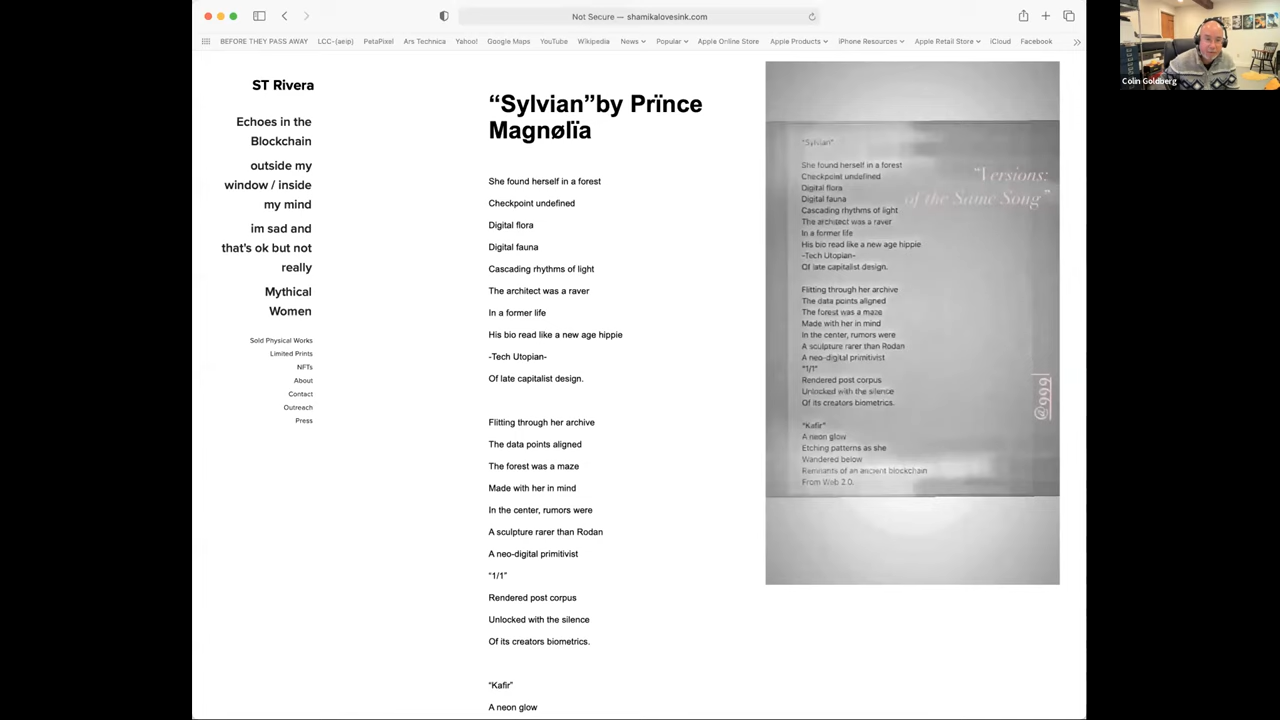 Not Secure — shamikalovesink.com
BEFORE THEY PASS AWAY LCC-(aeip) PetaPixel Ars Technica Yahoo! Google Maps YouTube Wikipedia News Popular Apple Online Store Apple Products iPhone Resources Apple Retail Store iCloud Facebook
Colin Goldberg
ST Rivera
Echoes in the
Blockchain
outside my
window / inside
my mind
im sad and
that's ok but not
really
Mythical
Women
Sold Physical Works
Limited Prints
NFTs
About
Contact
Outreach
Press
“Sylvian”by Prïnce
Magnølïa
She found herself in a forest
Checkpoint undefined
Digital flora
Digital fauna
Cascading rhythms of light
The architect was a raver
In a former life
His bio read like a new age hippie
-Tech Utopian-
Of late capitalist design.
Flitting through her archive
The data points aligned
The forest was a maze
Made with her in mind
In the center, rumors were
A sculpture rarer than Rodan
A neo-digital primitivist
“1/1”
Rendered post corpus
Unlocked with the silence
Of its creators biometrics.
“Kafir”
A neon glow
“Sylvian”
She found herself in a forest
Checkpoint undefined
Digital flora
Digital fauna
Cascading rhythms of light
The architect was a raver
In a former life
His bio read like a new age hippie
-Tech Utopian-
Of late capitalist design.
Flitting through her archive
The data points aligned
The forest was a maze
Made with her in mind
In the center, rumors were
A sculpture rarer than Rodan
A neo-digital primitivist
“1/1”
Rendered post corpus
Unlocked with the silence
Of its creators biometrics.
“Kafir”
A neon glow
Etching patterns as she
Wandered below
Remnants of an ancient blockchain
From Web 2.0.
“Versions:
of the Same Song”
@999